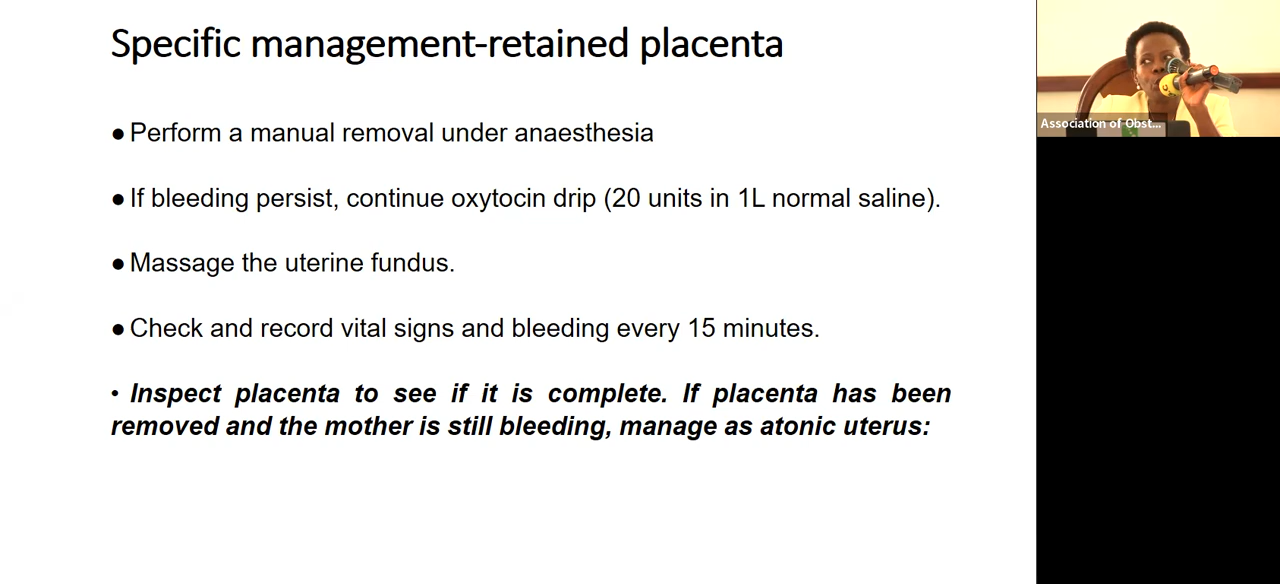 Specific management-retained placenta
● Perform a manual removal under anaesthesia
● If bleeding persist, continue oxytocin drip (20 units in 1L normal saline).
● Massage the uterine fundus.
● Check and record vital signs and bleeding every 15 minutes.
• Inspect placenta to see if it is complete. If placenta has been
removed and the mother is still bleeding, manage as atonic uterus:
Association of Obst...